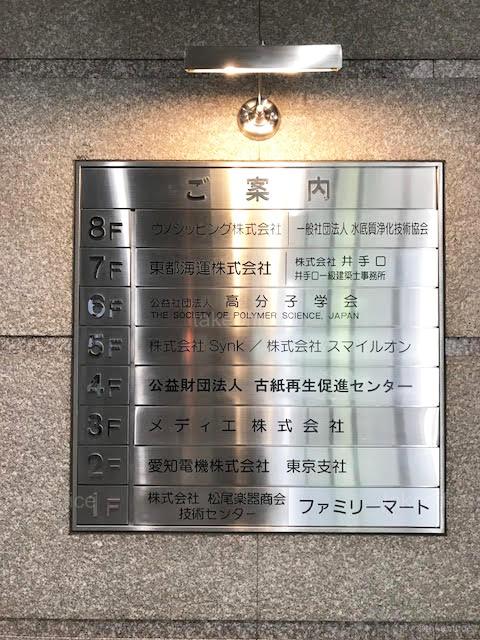 ご案内
8F ウメシッピング株式会社 一般社団法人 水底質浄化技術協会
7F 東都海運株式会社 株式会社 井手口
井手口一級建築士事務所
6F 公益社団法人 高分子学会
THE SOCIETY OF POLYMER SCIENCE, JAPAN
5F 株式会社 Synk／株式会社 スマイルオン
4F 公益財団法人 古紙再生促進センター
3F メディエ株式会社
2F 愛知電機株式会社 東京支社
1F 株式会社 松尾楽器商会 ファミリーマート
技術センター